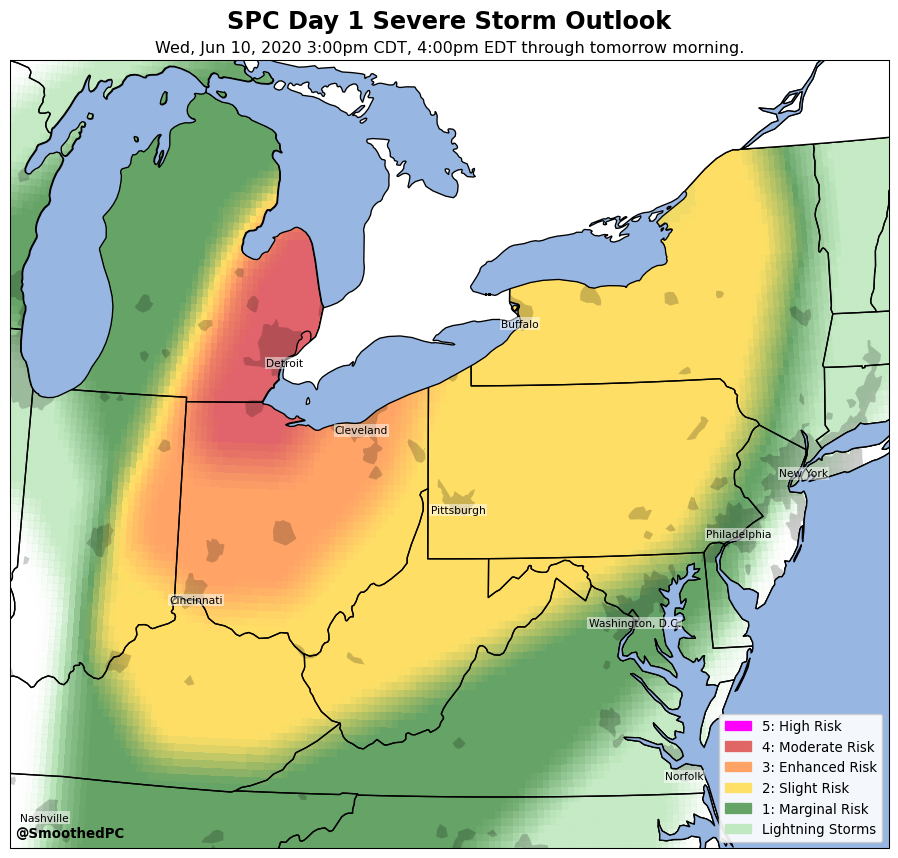 SPC Day 1 Severe Storm Outlook
Wed, Jun 10, 2020 3:00pm CDT, 4:00pm EDT through tomorrow morning.
Buffalo
Detroit
Cleveland
New York
Pittsburgh
Philadelphia
Cincinnati
Washington, D.C.
Norfolk
Nashville
@SmoothedPC
5: High Risk
4: Moderate Risk
3: Enhanced Risk
2: Slight Risk
1: Marginal Risk
Lightning Storms